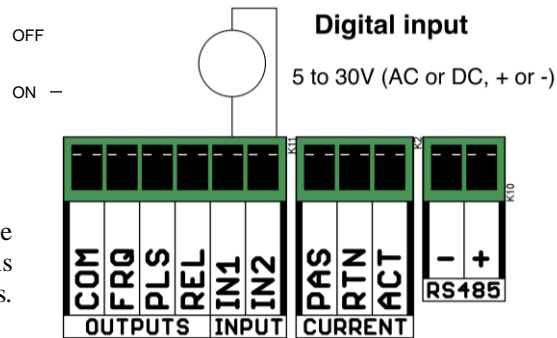 OFF
Digital input
5 to 30V (AC or DC, + or -)
ON –
K11
K2
K10
e
is
s.
COM
FRQ
PLS
REL
IN1
IN2
PAS
RTN
ACT
- +
RS485
OUTPUTS INPUT CURRENT